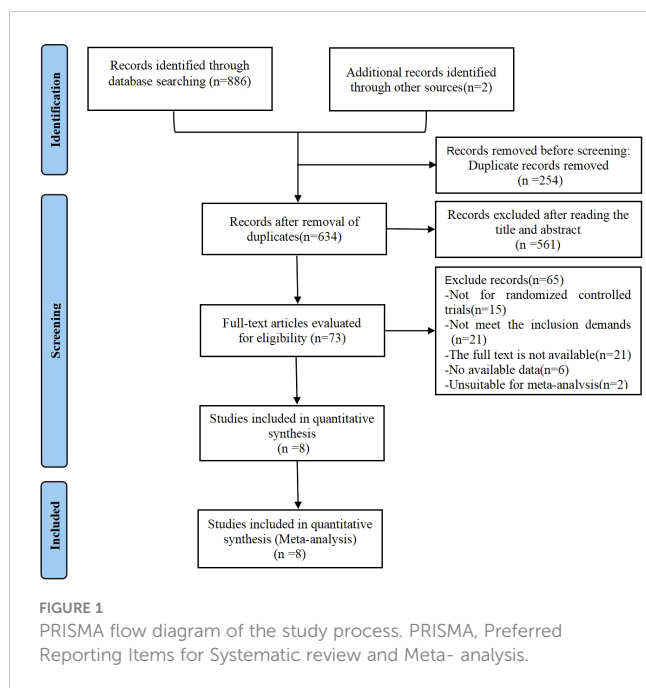 Identification
Records identified through
database searching (n=886)
Additional records identified
through other sources(n=2)
Records removed before screening:
Duplicate records removed
(n =254)
Screening
Records after removal of
duplicates(n=634)
Records excluded after reading the
title and abstract
(n =561)
Full-text articles evaluated
for eligibility (n=73)
Exclude records(n=65)
-Not for randomized controlled
trials(n=15)
-Not meet the inclusion demands
(n=21)
-The full text is not available(n=21)
-No available data(n=6)
-Unsuitable for meta-analysis(n=2)
Studies included in quantitative
synthesis
(n =8)
Included
Studies included in quantitative
synthesis (Meta-analysis)
(n =8)
FIGURE 1
PRISMA flow diagram of the study process. PRISMA, Preferred
Reporting Items for Systematic review and Meta- analysis.